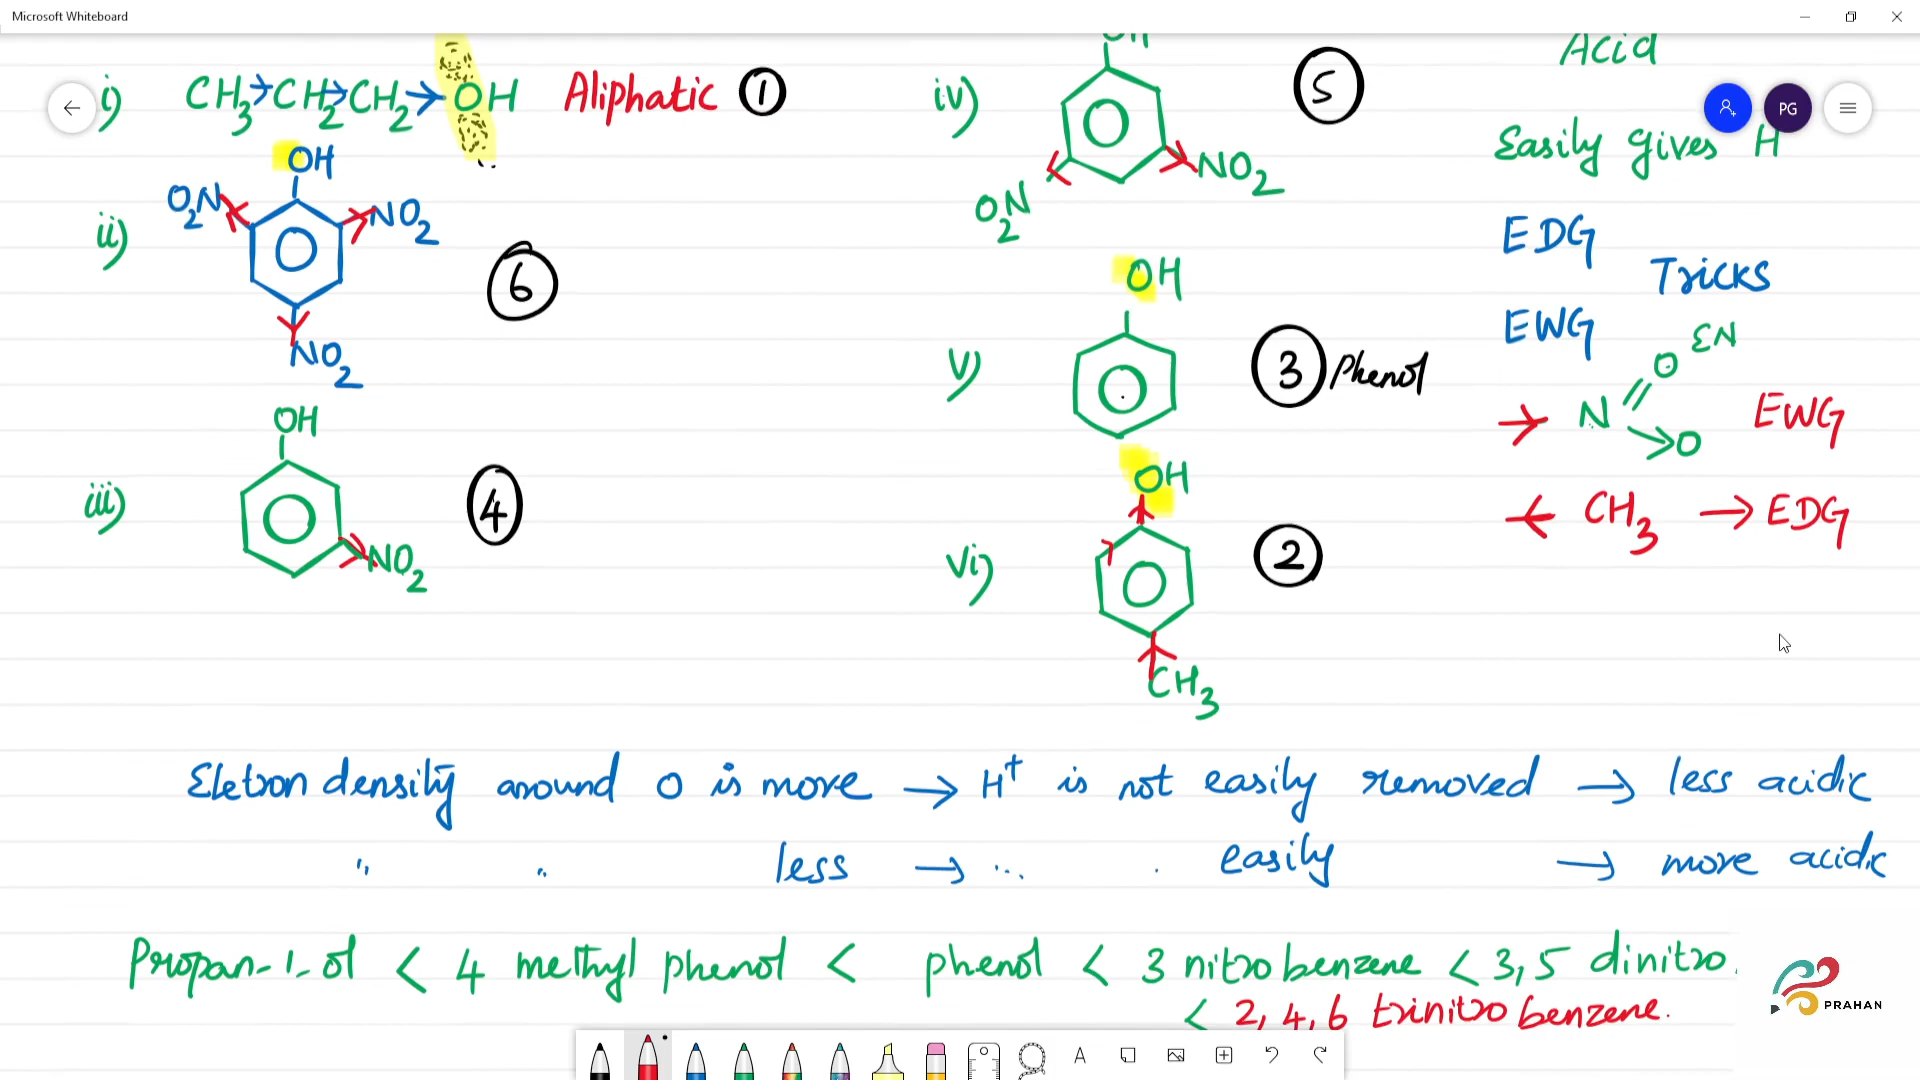 Microsoft Whiteboard
i) CH3 CH2 CH2 OH Aliphatic 1
ii) OH
O2N NO2
NO2
6
iii) OH
NO2
4
iv) OH
O2N NO2
5
v) OH
3 Phenol
vi) OH
CH3
2
Acid
Easily gives H
EDG
Tricks
EWG
→ N O O EN EWG
← CH3 → EDG
PG
Eletron density around O is more → H+ is not easily removed → less acidic
" " less → ... . easily → more acidic
Propan-1-ol < 4 methyl phenol < phenol < 3 nitrobenzene < 3,5 dinitro.
< 2,4,6 trinitro benzene.
PRAHAN
A